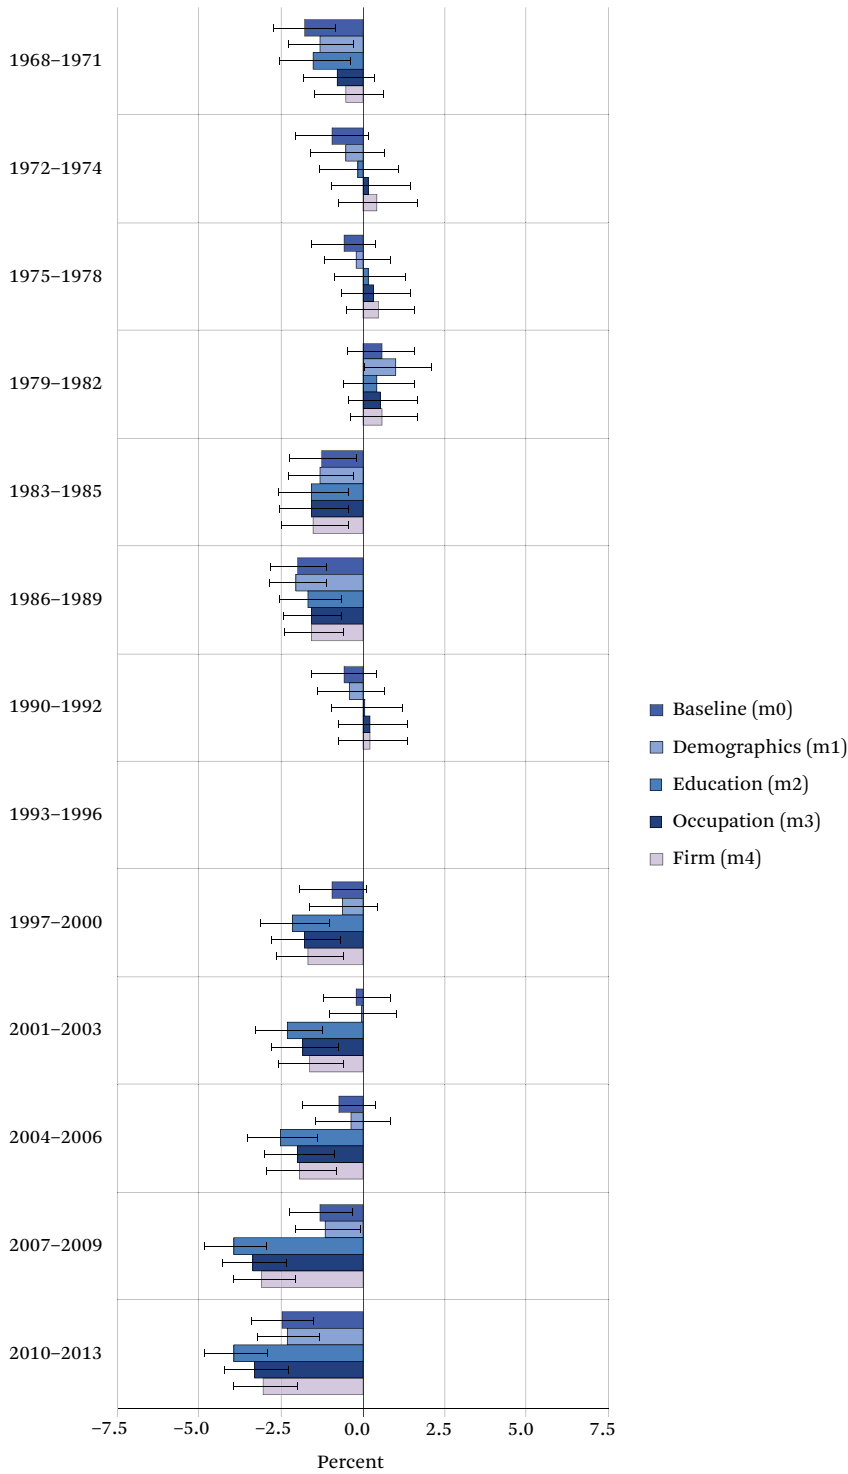 1968–1971
1972–1974
1975–1978
1979–1982
1983–1985
1986–1989
1990–1992
1993–1996
1997–2000
2001–2003
2004–2006
2007–2009
2010–2013
Baseline (m0)
Demographics (m1)
Education (m2)
Occupation (m3)
Firm (m4)
−7.5 −5.0 −2.5 0.0 2.5 5.0 7.5
Percent